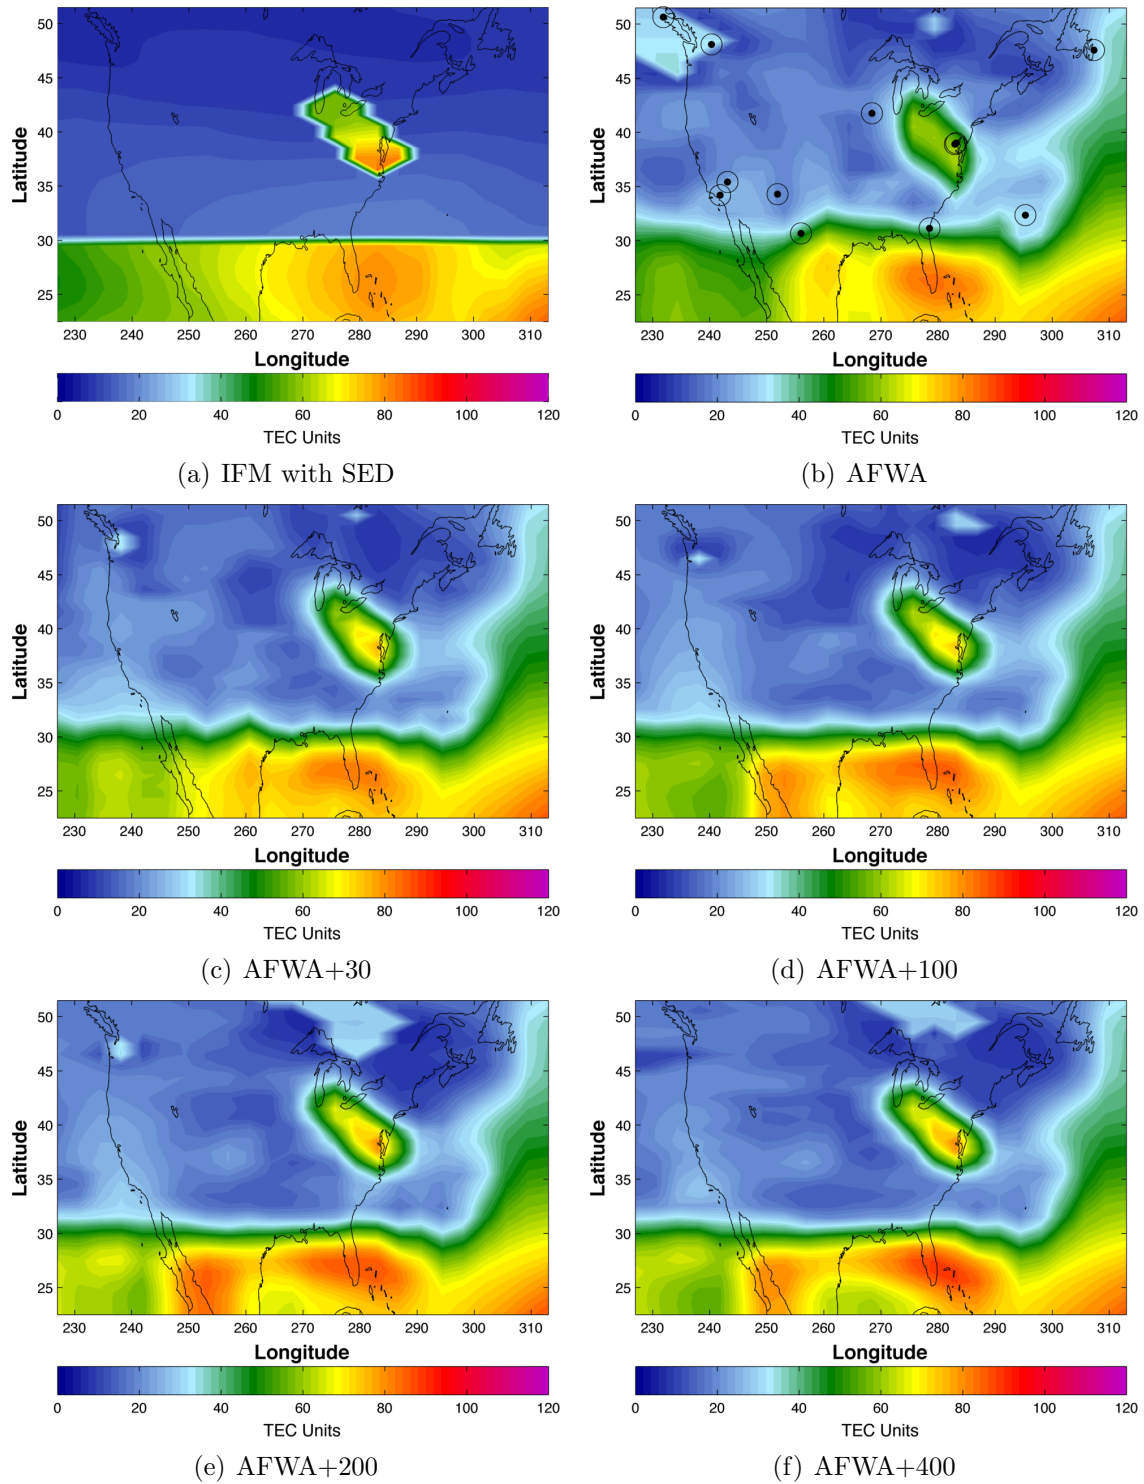 50
45
40
35
30
25
Latitude
230 240 250 260 270 280 290 300 310
Longitude
0 20 40 60 80 100 120
TEC Units
(a) IFM with SED
50
45
40
35
30
25
Latitude
230 240 250 260 270 280 290 300 310
Longitude
0 20 40 60 80 100 120
TEC Units
(b) AFWA
50
45
40
35
30
25
Latitude
230 240 250 260 270 280 290 300 310
Longitude
0 20 40 60 80 100 120
TEC Units
(c) AFWA+30
50
45
40
35
30
25
Latitude
230 240 250 260 270 280 290 300 310
Longitude
0 20 40 60 80 100 120
TEC Units
(d) AFWA+100
50
45
40
35
30
25
Latitude
230 240 250 260 270 280 290 300 310
Longitude
0 20 40 60 80 100 120
TEC Units
(e) AFWA+200
50
45
40
35
30
25
Latitude
230 240 250 260 270 280 290 300 310
Longitude
0 20 40 60 80 100 120
TEC Units
(f) AFWA+400